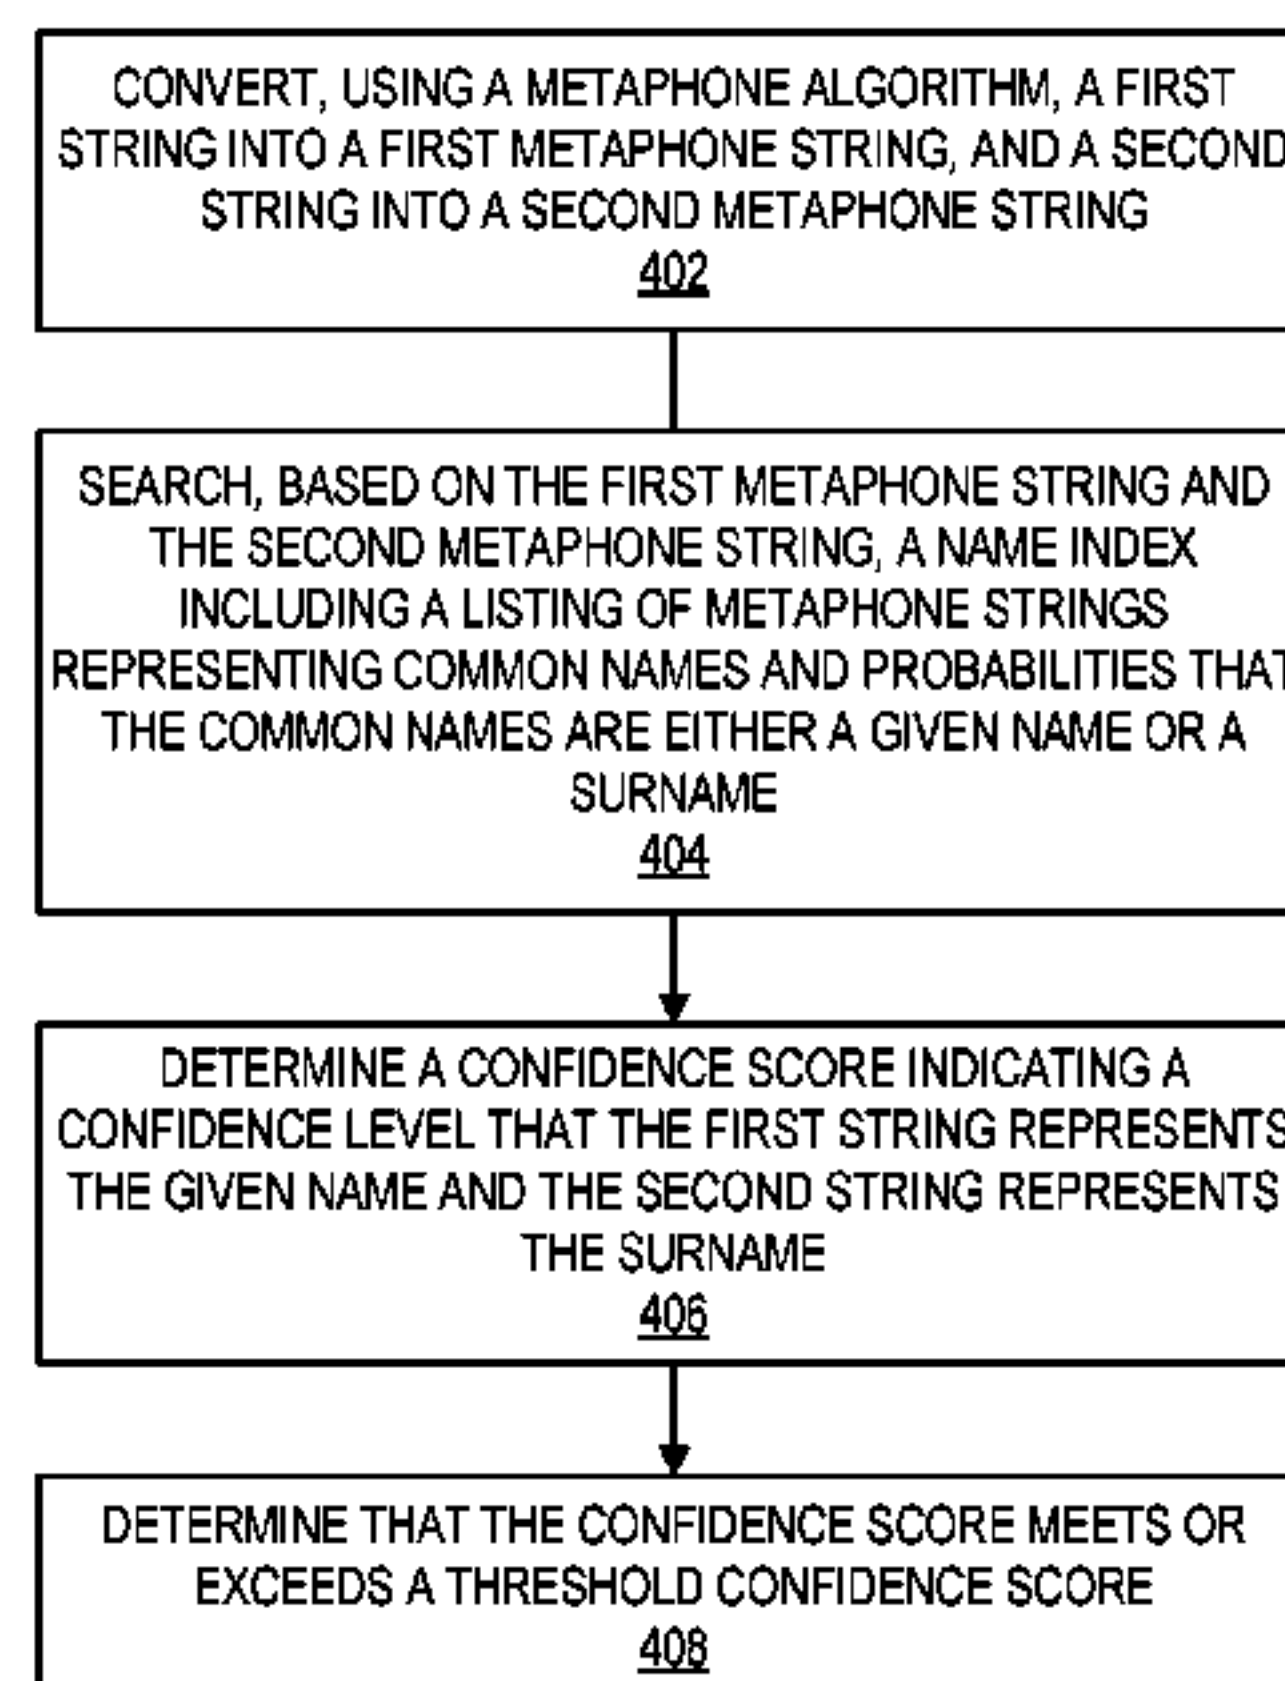 CONVERT, USING A METAPHONE ALGORITHM, A FIRST
STRING INTO A FIRST METAPHONE STRING, AND A SECOND
STRING INTO A SECOND METAPHONE STRING
402
SEARCH, BASED ON THE FIRST METAPHONE STRING AND
THE SECOND METAPHONE STRING, A NAME INDEX
INCLUDING A LISTING OF METAPHONE STRINGS
REPRESENTING COMMON NAMES AND PROBABILITIES THAT
THE COMMON NAMES ARE EITHER A GIVEN NAME OR A
SURNAME
404
DETERMINE A CONFIDENCE SCORE INDICATING A
CONFIDENCE LEVEL THAT THE FIRST STRING REPRESENTS
THE GIVEN NAME AND THE SECOND STRING REPRESENTS
THE SURNAME
406
DETERMINE THAT THE CONFIDENCE SCORE MEETS OR
EXCEEDS A THRESHOLD CONFIDENCE SCORE
408